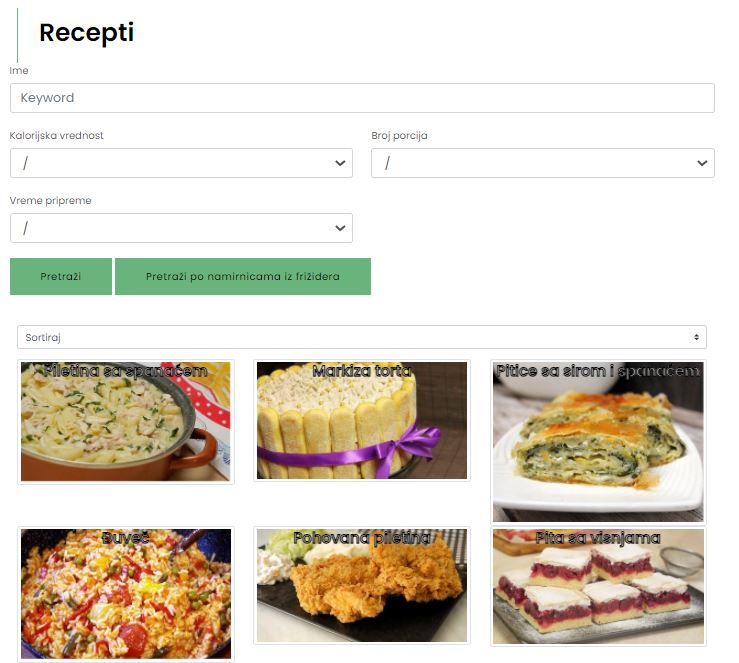 Recepti
Ime
Keyword
Kalorijska vrednost
Broj porcija
/
/
Vreme pripreme
/
Pretraži
Pretraži po namirnicama iz frižidera
Sortiraj
Piletina sa spanaćem
Markiza torta
Pitice sa sirom i spanaćem
Đuveč
Pohovana piletina
Pita sa visnjama